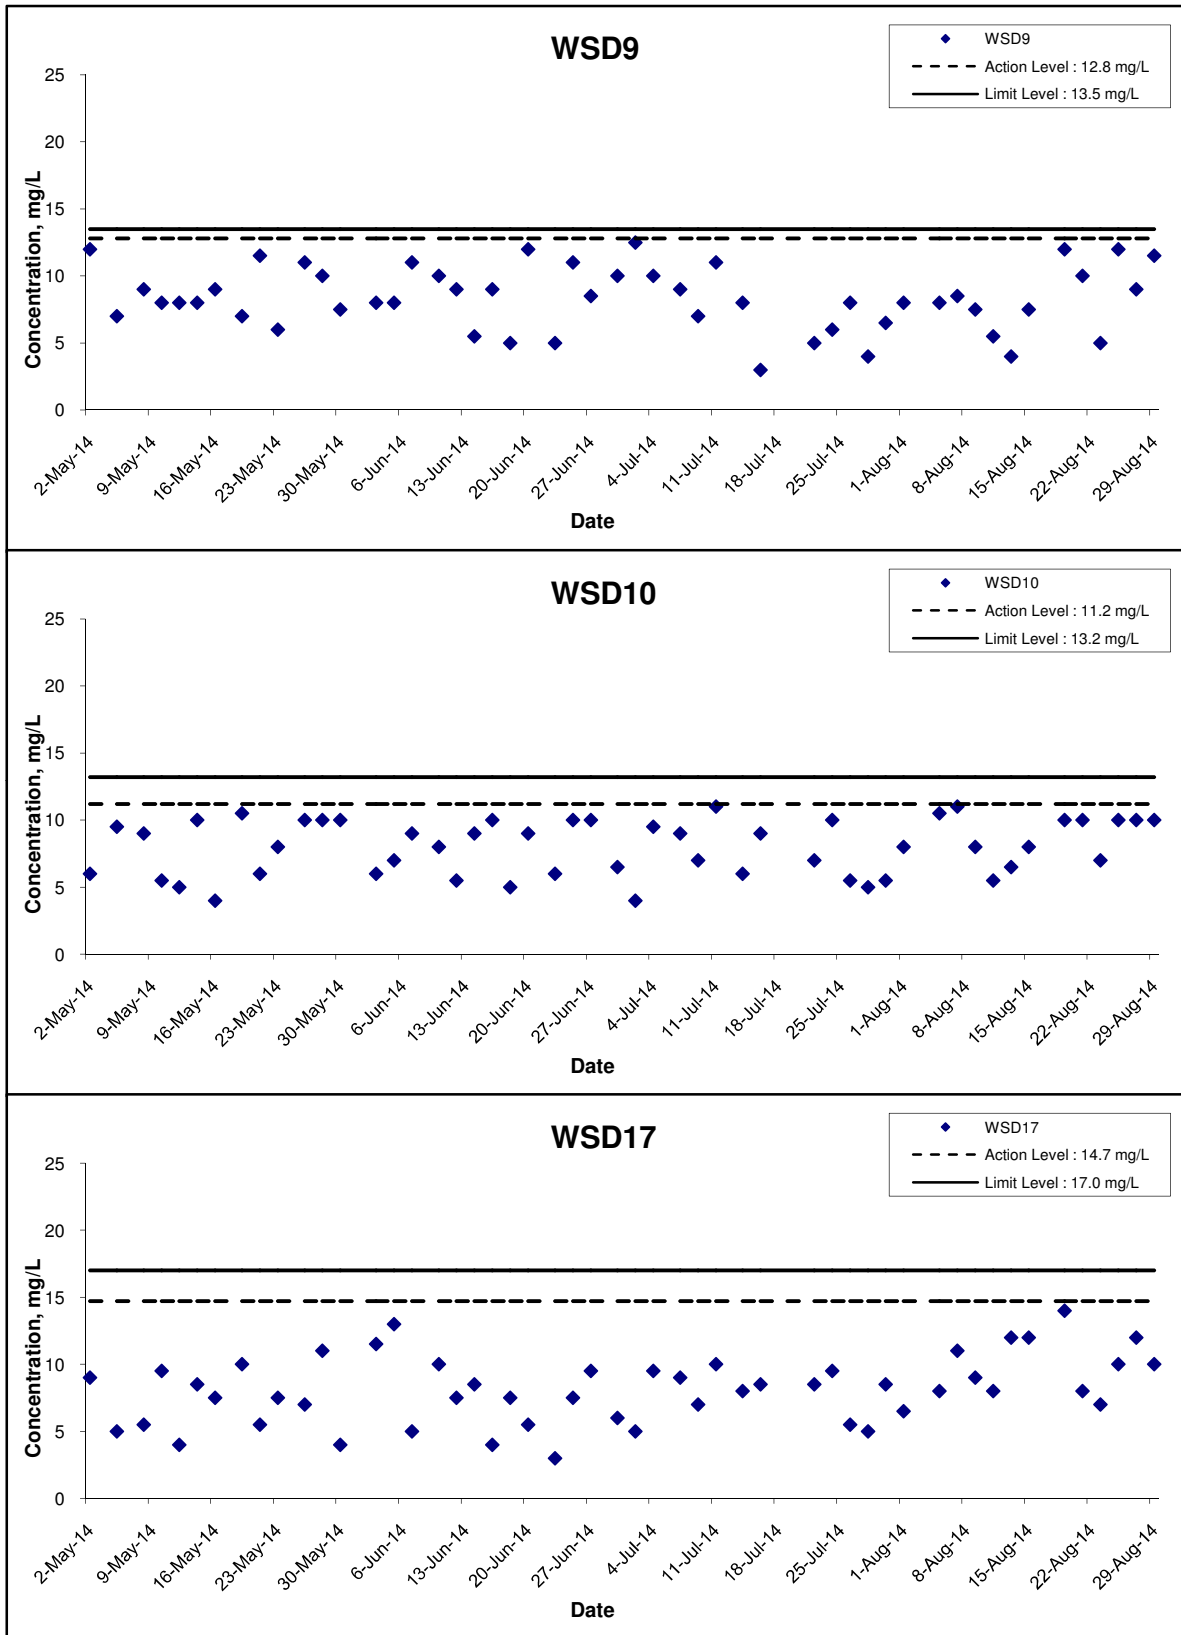 WSD9
WSD9
Action Level : 12.8 mg/L
Limit Level : 13.5 mg/L
Concentration, mg/L
25
20
15
10
5
0
2-May-14
9-May-14
16-May-14
23-May-14
30-May-14
6-Jun-14
13-Jun-14
20-Jun-14
27-Jun-14
4-Jul-14
11-Jul-14
18-Jul-14
25-Jul-14
1-Aug-14
8-Aug-14
15-Aug-14
22-Aug-14
29-Aug-14
Date
WSD10
WSD10
Action Level : 11.2 mg/L
Limit Level : 13.2 mg/L
Concentration, mg/L
25
20
15
10
5
0
2-May-14
9-May-14
16-May-14
23-May-14
30-May-14
6-Jun-14
13-Jun-14
20-Jun-14
27-Jun-14
4-Jul-14
11-Jul-14
18-Jul-14
25-Jul-14
1-Aug-14
8-Aug-14
15-Aug-14
22-Aug-14
29-Aug-14
Date
WSD17
WSD17
Action Level : 14.7 mg/L
Limit Level : 17.0 mg/L
Concentration, mg/L
25
20
15
10
5
0
2-May-14
9-May-14
16-May-14
23-May-14
30-May-14
6-Jun-14
13-Jun-14
20-Jun-14
27-Jun-14
4-Jul-14
11-Jul-14
18-Jul-14
25-Jul-14
1-Aug-14
8-Aug-14
15-Aug-14
22-Aug-14
29-Aug-14
Date